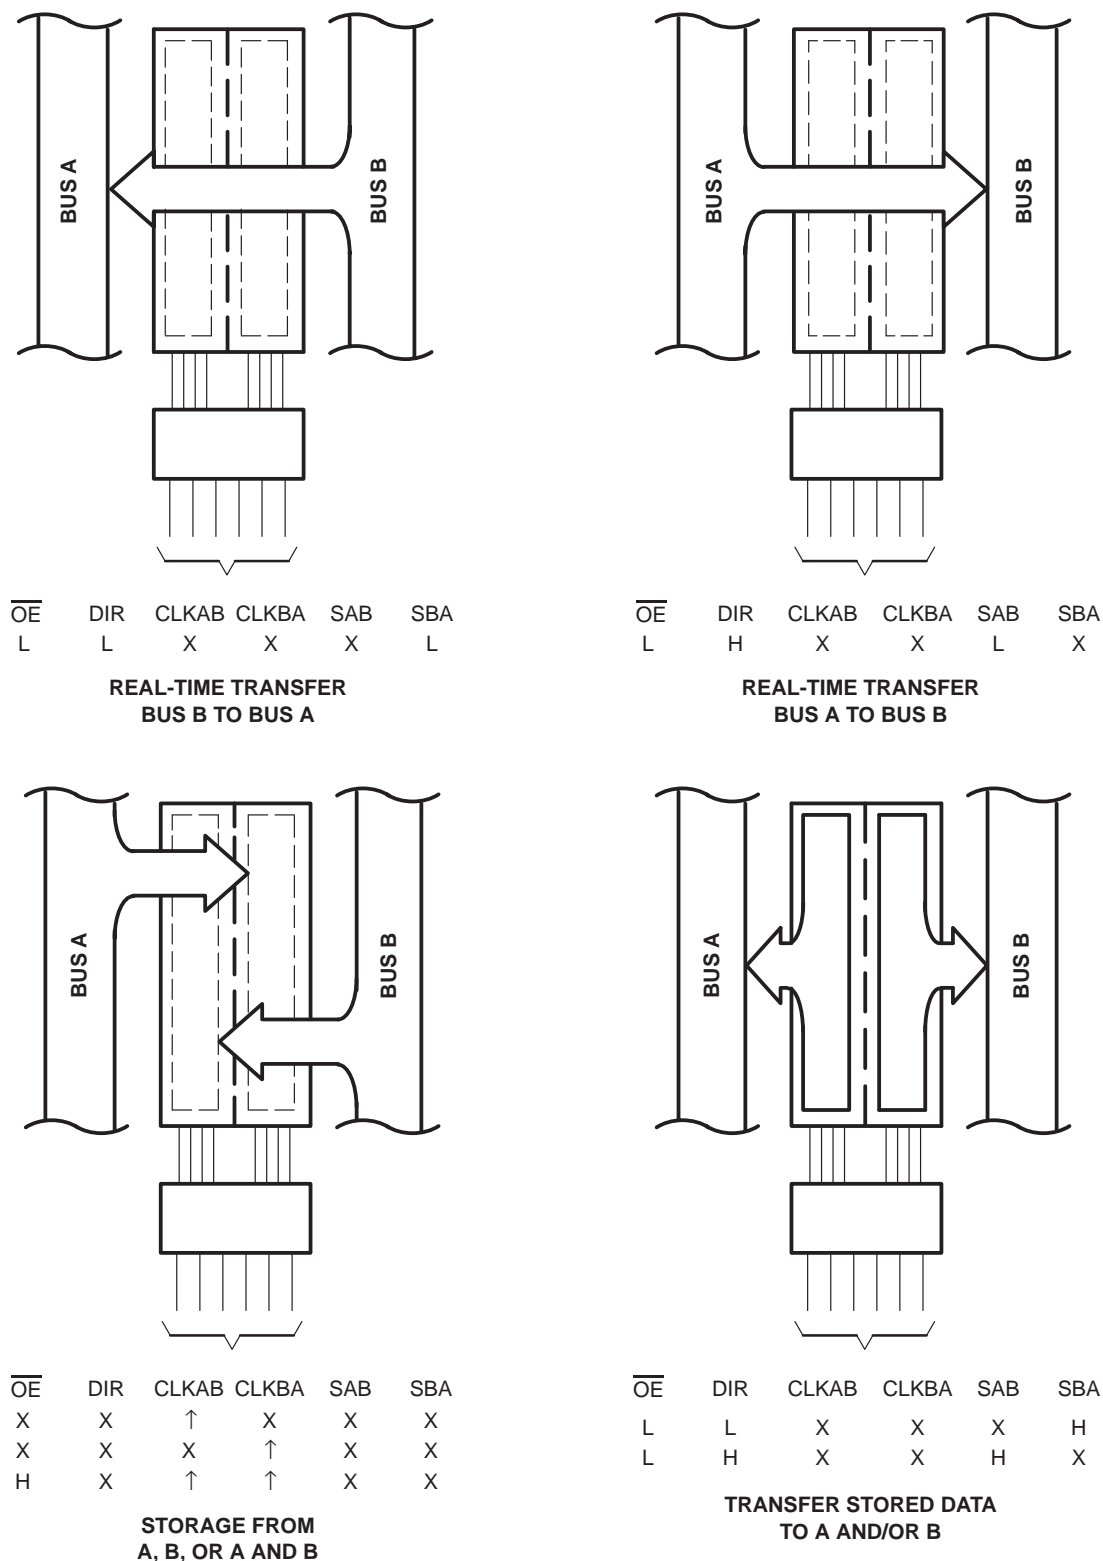 BUS A
BUS B
OE DIR CLKAB CLKBA SAB SBA
L L X X X L
REAL-TIME TRANSFER
BUS B TO BUS A
BUS A
BUS B
OE DIR CLKAB CLKBA SAB SBA
L H X X L X
REAL-TIME TRANSFER
BUS A TO BUS B
BUS A
BUS B
OE DIR CLKAB CLKBA SAB SBA
X X ↑ X X X
X X X ↑ X X
H X ↑ ↑ X X
STORAGE FROM
A, B, OR A AND B
BUS A
BUS B
OE DIR CLKAB CLKBA SAB SBA
L L X X X H
L H X X H X
TRANSFER STORED DATA
TO A AND/OR B